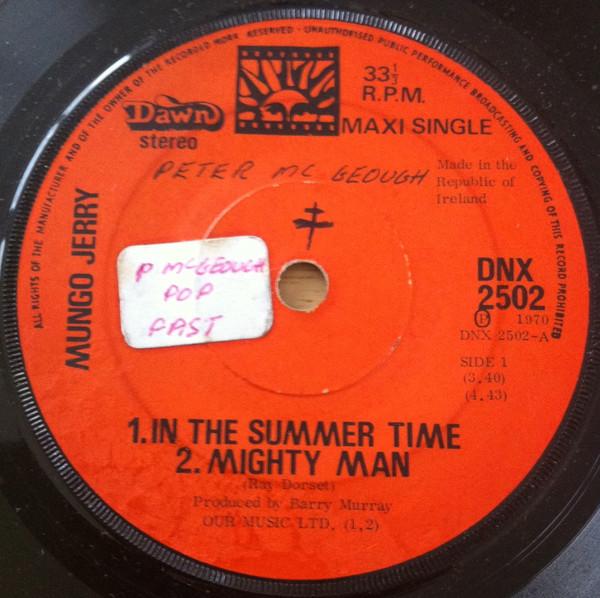 ALL RIGHTS OF THE MANUFACTURER AND OF THE OWNER OF THE RECORDED WORK RESERVED · UNAUTHORISED PUBLIC PERFORMANCE BROADCASTING AND COPYING OF THIS RECORD PROHIBITED
33⅓
R.P.M.
Dawn
stereo
MAXI SINGLE
PETER MC GEOUGH
Made in the
Republic of
Ireland
MUNGO JERRY
P MCGEOUGH
POP
FAST
DNX
2502
Ⓟ 1970
DNX 2502-A
SIDE 1
(3.40)
(4.43)
1.IN THE SUMMER TIME
2.MIGHTY MAN
(Ray Dorset)
Produced by Barry Murray
OUR MUSIC LTD. (1,2)